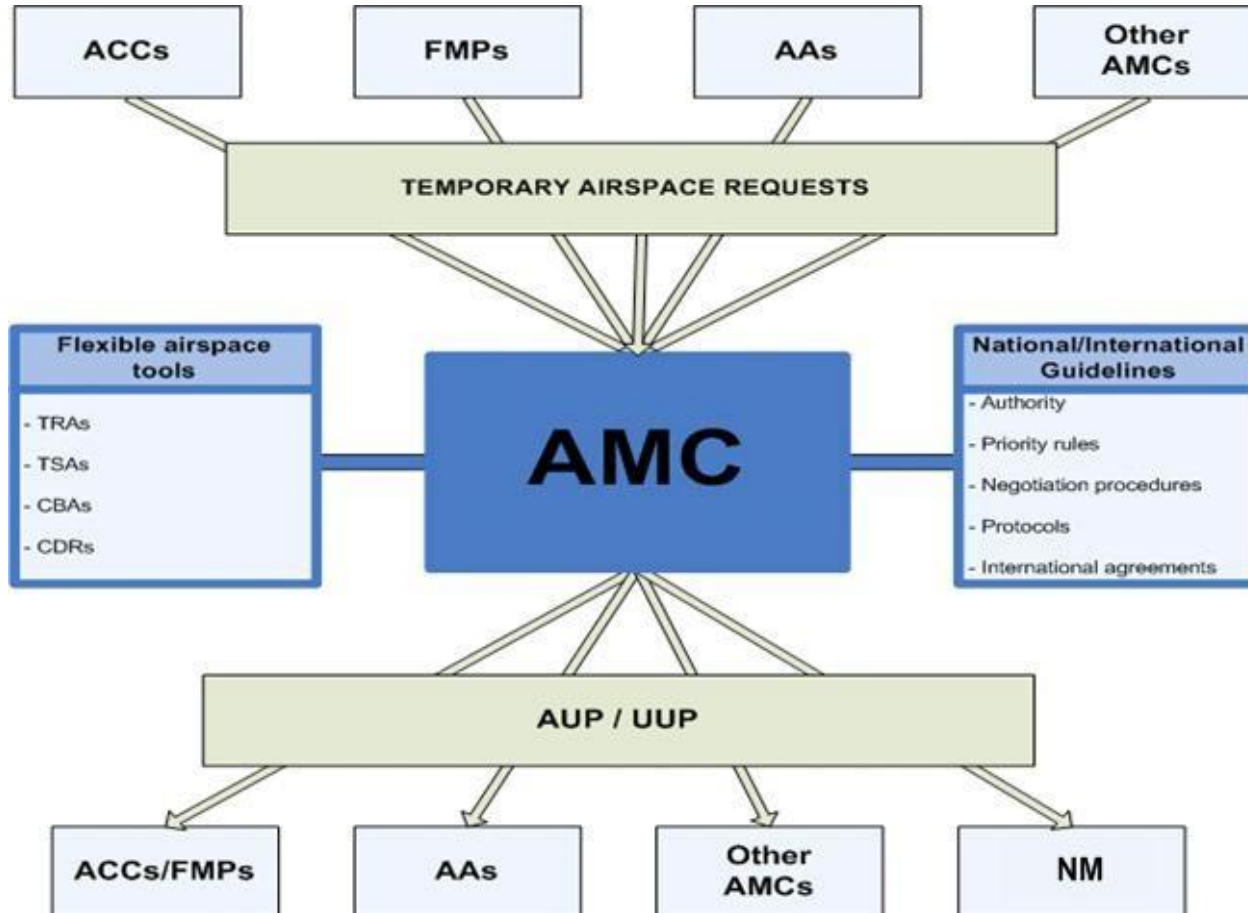 ACCs
FMPs
AAs
Other
AMCs
TEMPORARY AIRSPACE REQUESTS
Flexible airspace
tools
- TRAs
- TSAs
- CBAs
- CDRs
AMC
National/International
Guidelines
- Authority
- Priority rules
- Negotiation procedures
- Protocols
- International agreements
AUP / UUP
ACCs/FMPs
AAs
Other
AMCs
NM